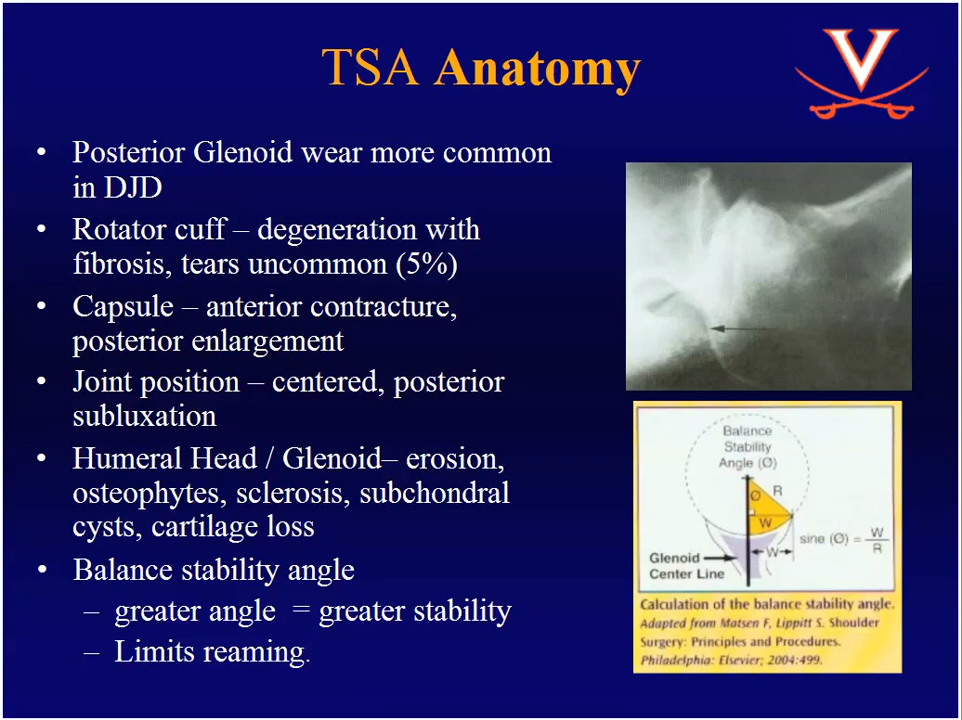 TSA Anatomy
• Posterior Glenoid wear more common
in DJD
• Rotator cuff – degeneration with
fibrosis, tears uncommon (5%)
• Capsule – anterior contracture,
posterior enlargement
• Joint position – centered, posterior
subluxation
• Humeral Head / Glenoid– erosion,
osteophytes, sclerosis, subchondral
cysts, cartilage loss
• Balance stability angle
– greater angle = greater stability
– Limits reaming.
V
Balance
Stability
Angle (Ø)
Ø
R
W
W
sine (Ø) = W
R
Glenoid
Center Line
Calculation of the balance stability angle.
Adapted from Matsen F, Lippitt S. Shoulder
Surgery: Principles and Procedures.
Philadelphia: Elsevier; 2004:499.